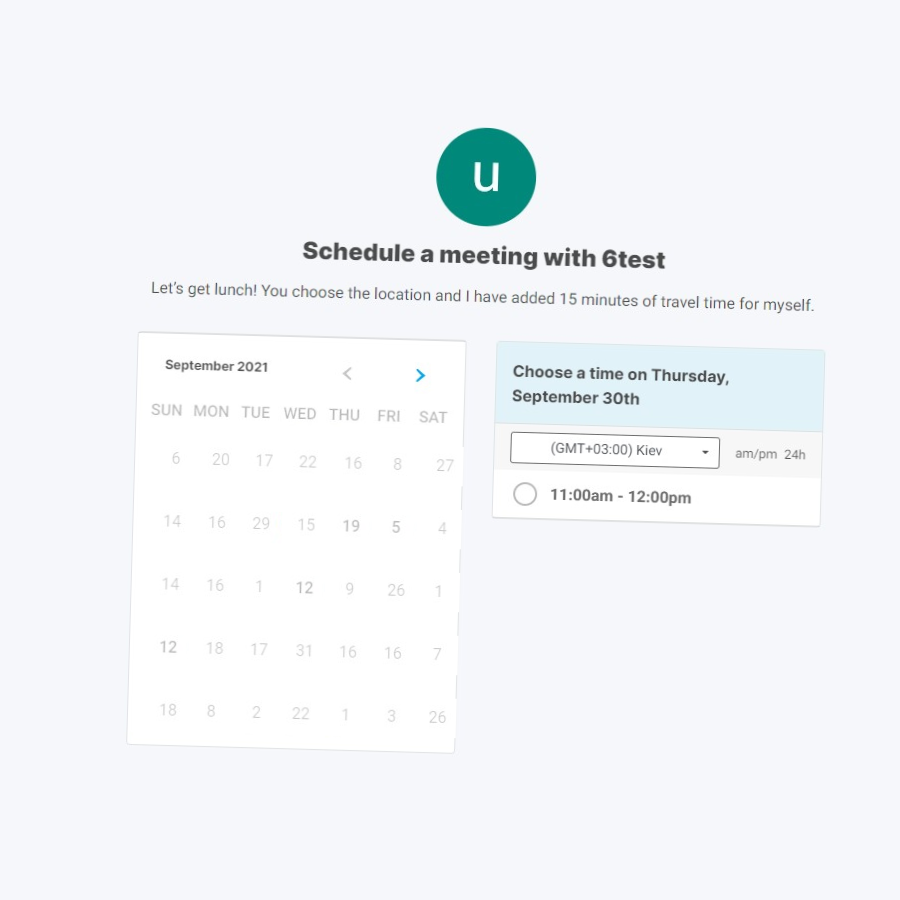 u
Schedule a meeting with 6test
Let's get lunch! You choose the location and I have added 15 minutes of travel time for myself.
September 2021
SUN MON TUE WED THU FRI SAT
6 20 17 22 16 8 27
14 16 29 15 19 5 4
14 16 1 12 9 26 1
12 18 17 31 16 16 7
18 8 2 22 1 3 26
Choose a time on Thursday,
September 30th
(GMT+03:00) Kiev am/pm 24h
11:00am - 12:00pm